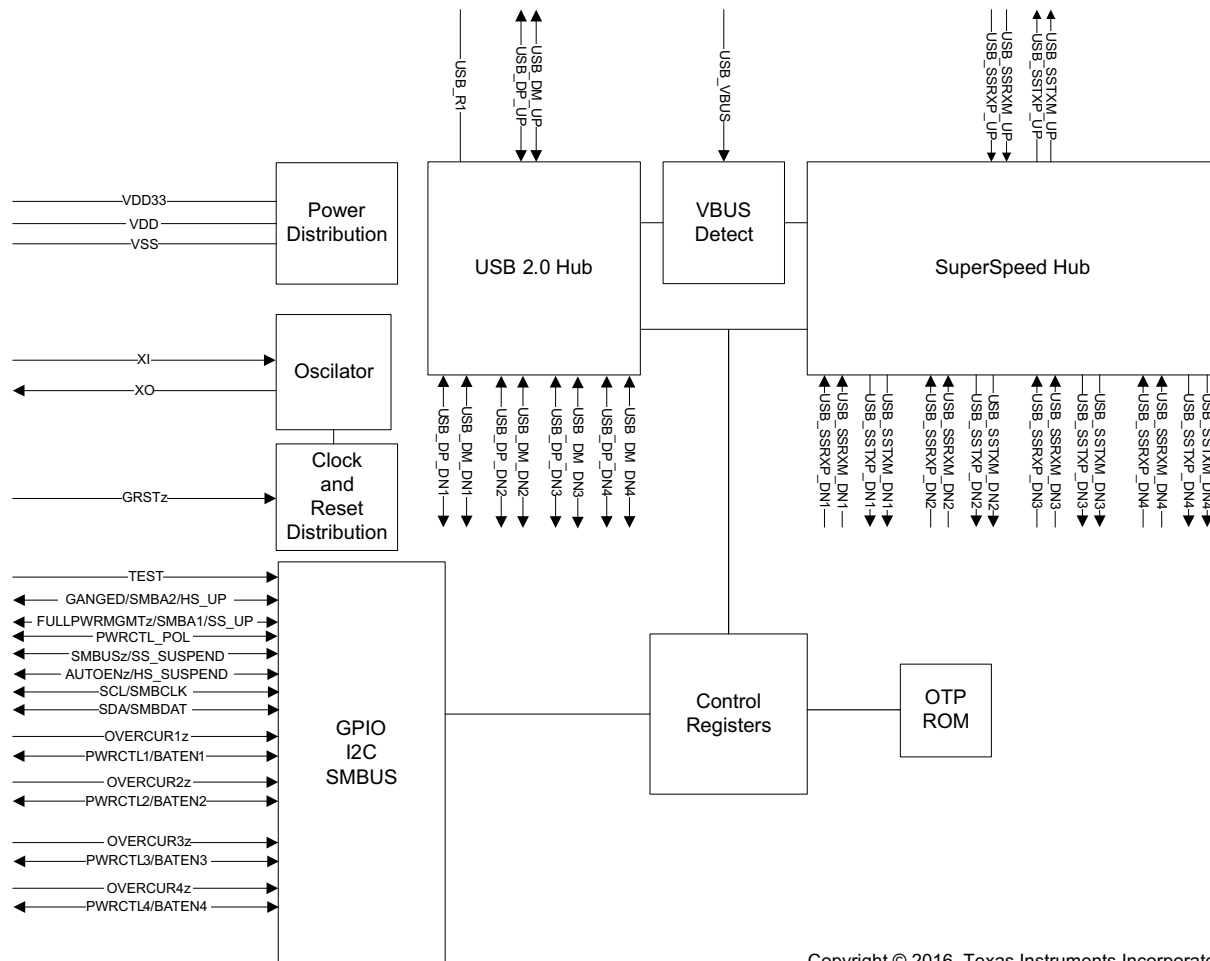 USB_R1
USB_DP_UP
USB_DM_UP
USB_VBUS
USB_SSRXP_UP
USB_SSRXM_UP
USB_SSTXP_UP
USB_SSTXM_UP
VDD33
VDD
VSS
Power
Distribution
USB 2.0 Hub
VBUS
Detect
SuperSpeed Hub
XI
XO
Oscilator
GRSTz
Clock
and
Reset
Distribution
USB_DP_DN1
USB_DM_DN1
USB_DP_DN2
USB_DM_DN2
USB_DP_DN3
USB_DM_DN3
USB_DP_DN4
USB_DM_DN4
USB_SSRXP_DN1
USB_SSRXM_DN1
USB_SSTXP_DN1
USB_SSTXM_DN1
USB_SSRXP_DN2
USB_SSRXM_DN2
USB_SSTXP_DN2
USB_SSTXM_DN2
USB_SSRXP_DN3
USB_SSRXM_DN3
USB_SSTXP_DN3
USB_SSTXM_DN3
USB_SSRXP_DN4
USB_SSRXM_DN4
USB_SSTXP_DN4
USB_SSTXM_DN4
TEST
GANGED/SMBA2/HS_UP
FULLPWRMGMTz/SMBA1/SS_UP
PWRCTL_POL
SMBUSz/SS_SUSPEND
AUTOENz/HS_SUSPEND
SCL/SMBCLK
SDA/SMBDAT
OVERCUR1z
PWRCTL1/BATEN1
OVERCUR2z
PWRCTL2/BATEN2
OVERCUR3z
PWRCTL3/BATEN3
OVERCUR4z
PWRCTL4/BATEN4
GPIO
I2C
SMBUS
Control
Registers
OTP
ROM
Copyright © 2016, Texas Instruments Incorporate